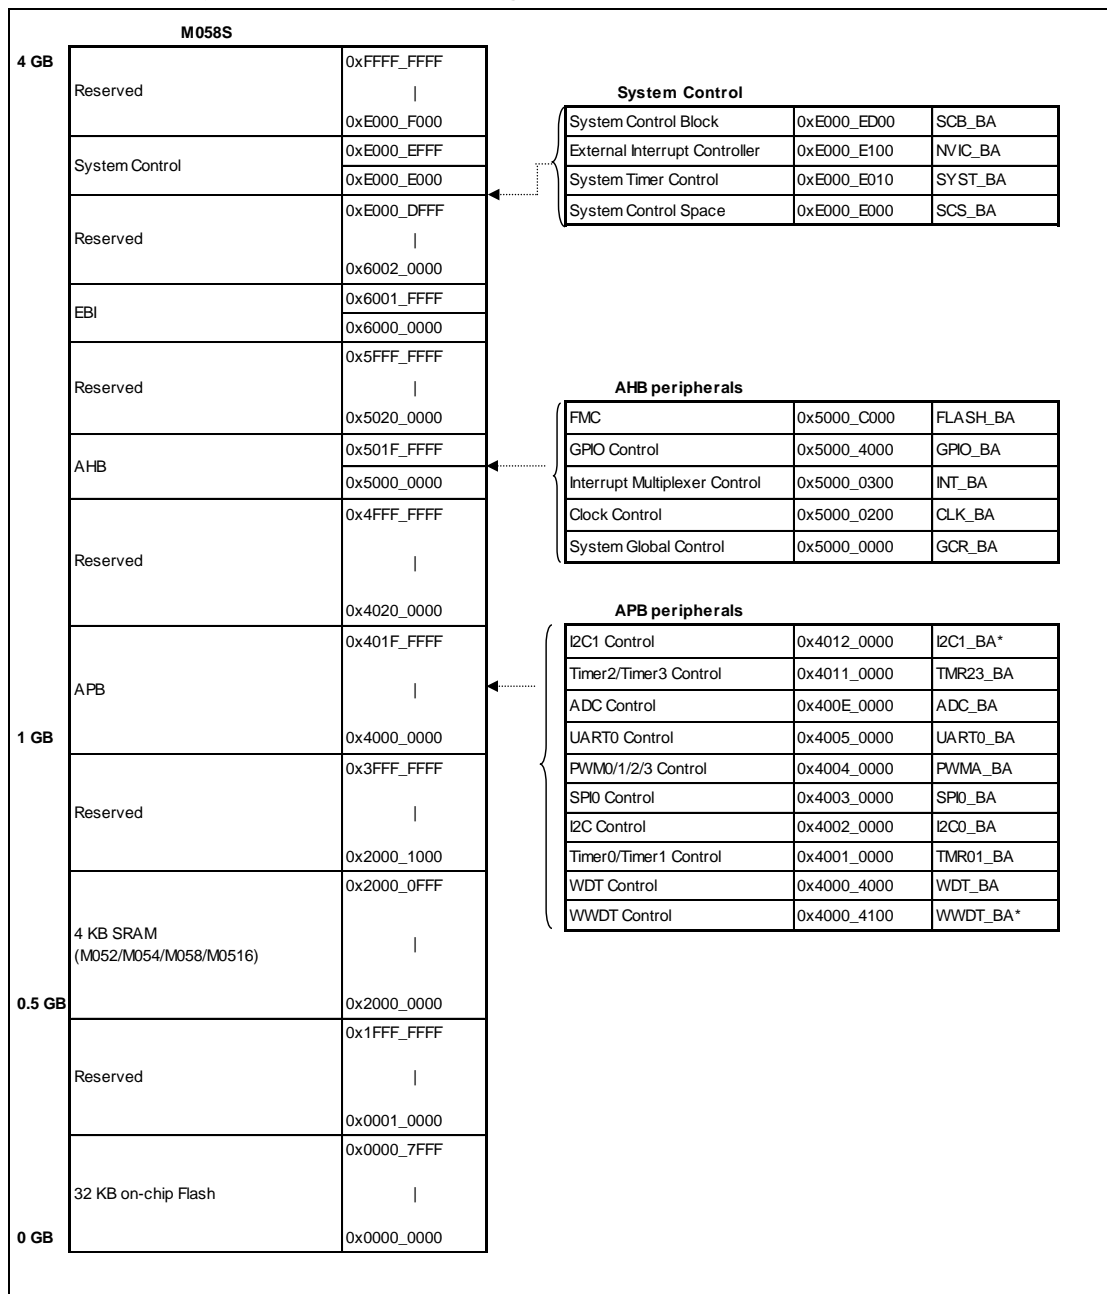 M058S
4 GB
Reserved
0xFFFF_FFFF
|
0xE000_F000
System Control
0xE000_EFFF
0xE000_E000
Reserved
0xE000_DFFF
|
0x6002_0000
EBI
0x6001_FFFF
0x6000_0000
Reserved
0x5FFF_FFFF
|
0x5020_0000
AHB
0x501F_FFFF
0x5000_0000
Reserved
0x4FFF_FFFF
|
0x4020_0000
APB
0x401F_FFFF
|
1 GB
0x4000_0000
Reserved
0x3FFF_FFFF
|
0x2000_1000
4 KB SRAM
(M052/M054/M058/M0516)
0x2000_0FFF
|
0.5 GB
0x2000_0000
Reserved
0x1FFF_FFFF
|
0x0001_0000
32 KB on-chip Flash
0x0000_7FFF
|
0 GB
0x0000_0000
System Control
System Control Block 0xE000_ED00 SCB_BA
External Interrupt Controller 0xE000_E100 NVIC_BA
System Timer Control 0xE000_E010 SYST_BA
System Control Space 0xE000_E000 SCS_BA
AHB peripherals
FMC 0x5000_C000 FLASH_BA
GPIO Control 0x5000_4000 GPIO_BA
Interrupt Multiplexer Control 0x5000_0300 INT_BA
Clock Control 0x5000_0200 CLK_BA
System Global Control 0x5000_0000 GCR_BA
APB peripherals
I2C1 Control 0x4012_0000 I2C1_BA*
Timer2/Timer3 Control 0x4011_0000 TMR23_BA
ADC Control 0x400E_0000 ADC_BA
UART0 Control 0x4005_0000 UART0_BA
PWM0/1/2/3 Control 0x4004_0000 PWMA_BA
SPI0 Control 0x4003_0000 SPI0_BA
I2C Control 0x4002_0000 I2C0_BA
Timer0/Timer1 Control 0x4001_0000 TMR01_BA
WDT Control 0x4000_4000 WDT_BA
WWDT Control 0x4000_4100 WWDT_BA*